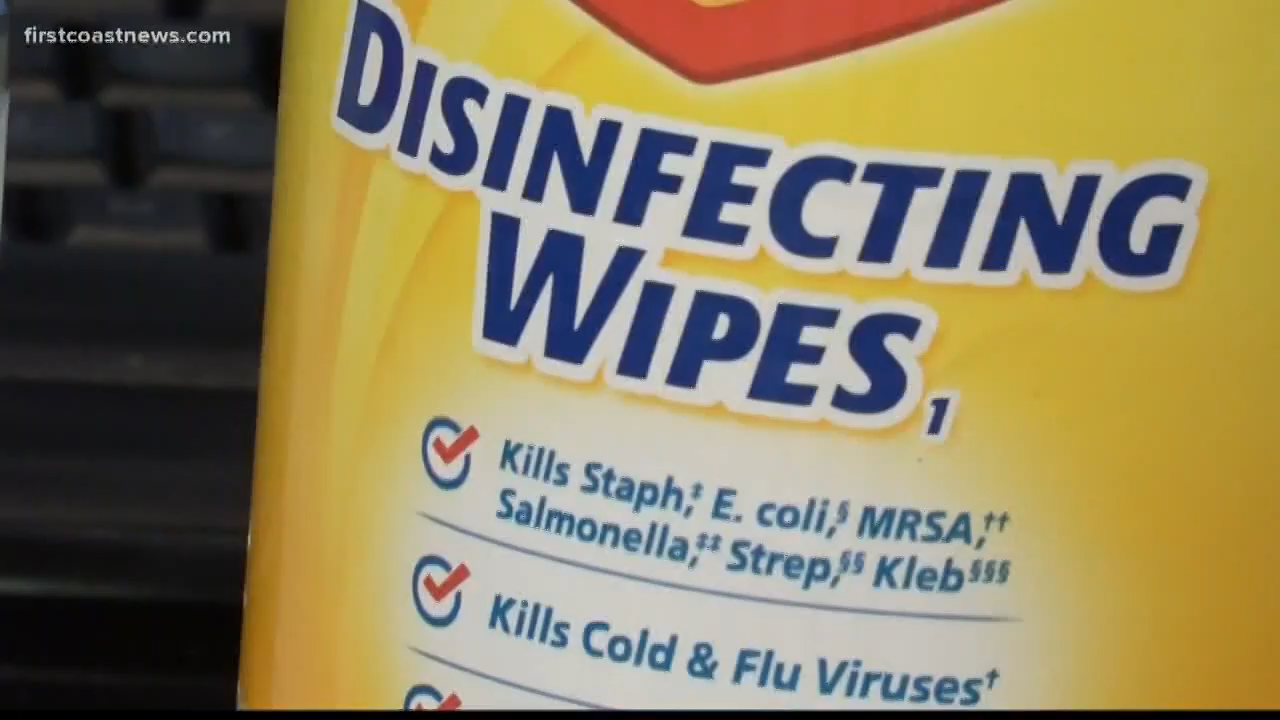 firstcoastnews.com
DISINFECTING
WIPES
1
Kills Staph,‡ E. coli,§ MRSA,††
Salmonella,‡‡ Strep,§§ Kleb§§§
Kills Cold & Flu Viruses†